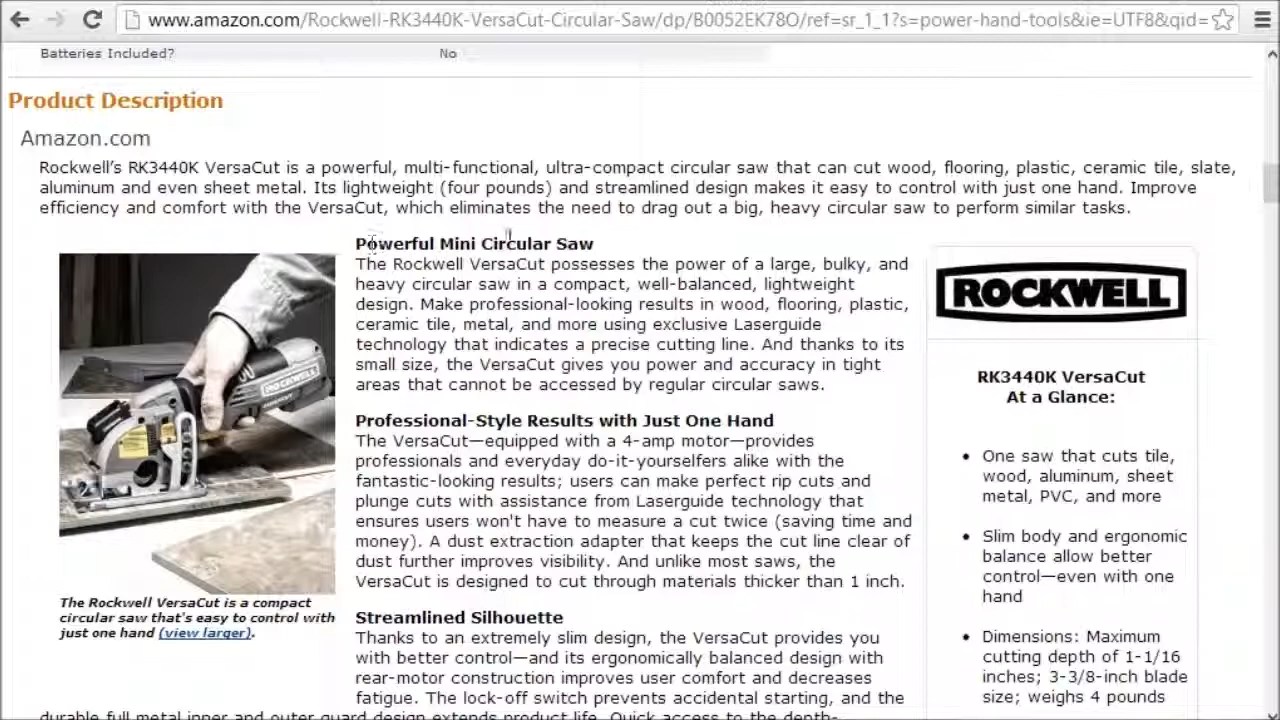 www.amazon.com/Rockwell-RK3440K-VersaCut-Circular-Saw/dp/B0052EK78O/ref=sr_1_1?s=power-hand-tools&ie=UTF8&qid=
Batteries Included? No
Product Description
Amazon.com
Rockwell’s RK3440K VersaCut is a powerful, multi-functional, ultra-compact circular saw that can cut wood, flooring, plastic, ceramic tile, slate,
aluminum and even sheet metal. Its lightweight (four pounds) and streamlined design makes it easy to control with just one hand. Improve
efficiency and comfort with the VersaCut, which eliminates the need to drag out a big, heavy circular saw to perform similar tasks.
Powerful Mini Circular Saw
The Rockwell VersaCut possesses the power of a large, bulky, and
heavy circular saw in a compact, well-balanced, lightweight
design. Make professional-looking results in wood, flooring, plastic,
ceramic tile, metal, and more using exclusive Laserguide
technology that indicates a precise cutting line. And thanks to its
small size, the VersaCut gives you power and accuracy in tight
areas that cannot be accessed by regular circular saws.
Professional-Style Results with Just One Hand
The VersaCut—equipped with a 4-amp motor—provides
professionals and everyday do-it-yourselfers alike with the
fantastic-looking results; users can make perfect rip cuts and
plunge cuts with assistance from Laserguide technology that
ensures users won't have to measure a cut twice (saving time and
money). A dust extraction adapter that keeps the cut line clear of
dust further improves visibility. And unlike most saws, the
VersaCut is designed to cut through materials thicker than 1 inch.
Streamlined Silhouette
Thanks to an extremely slim design, the VersaCut provides you
with better control—and its ergonomically balanced design with
rear-motor construction improves user comfort and decreases
fatigue. The lock-off switch prevents accidental starting, and the
durable full metal inner and outer guard design extends product life. Quick access to the depth-
ROCKWELL
The Rockwell VersaCut is a compact
circular saw that's easy to control with
just one hand (view larger).
ROCKWELL
RK3440K VersaCut
At a Glance:
• One saw that cuts tile,
wood, aluminum, sheet
metal, PVC, and more
• Slim body and ergonomic
balance allow better
control—even with one
hand
• Dimensions: Maximum
cutting depth of 1-1/16
inches; 3-3/8-inch blade
size; weighs 4 pounds